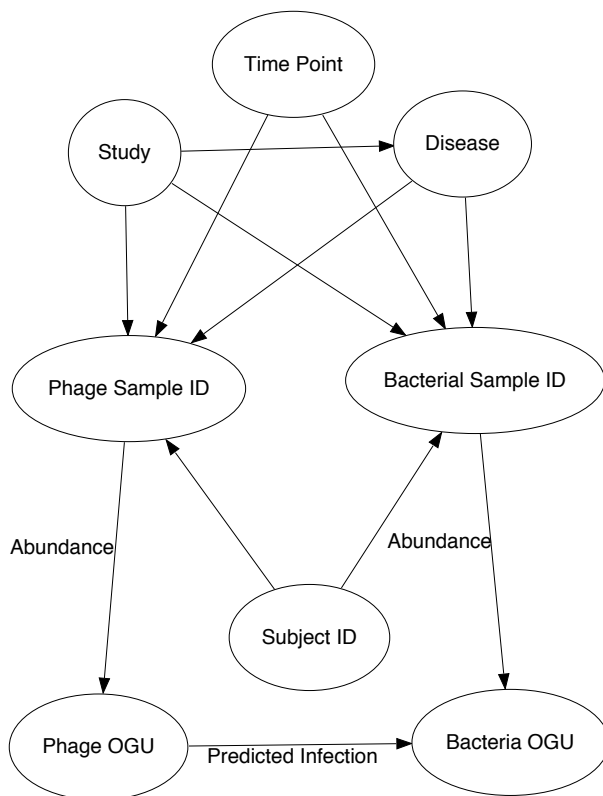 Time Point
Study
Disease
Phage Sample ID
Bacterial Sample ID
Abundance
Abundance
Subject ID
Phage OGU
Predicted Infection
Bacteria OGU